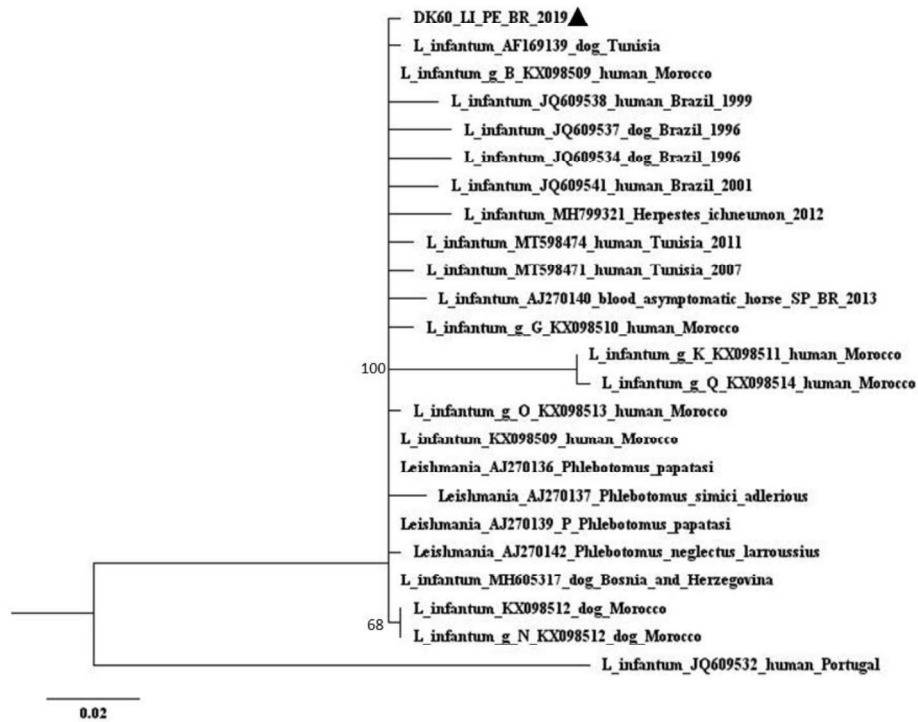 DK60_LI_PE_BR_2019
L_infantum_AF169139_dog_Tunisia
L_infantum_g_B_KX098509_human_Morocco
L_infantum_JQ609538_human_Brazil_1999
L_infantum_JQ609537_dog_Brazil_1996
L_infantum_JQ609534_dog_Brazil_1996
L_infantum_JQ609541_human_Brazil_2001
L_infantum_MH799321_Herpestes_ichneumon_2012
L_infantum_MT598474_human_Tunisia_2011
L_infantum_MT598471_human_Tunisia_2007
L_infantum_AJ270140_blood_asymptomatic_horse_SP_BR_2013
L_infantum_g_G_KX098510_human_Morocco
L_infantum_g_K_KX098511_human_Morocco
100
L_infantum_g_Q_KX098514_human_Morocco
L_infantum_g_O_KX098513_human_Morocco
L_infantum_KX098509_human_Morocco
Leishmania_AJ270136_Phlebotomus_papatasi
Leishmania_AJ270137_Phlebotomus_simici_adlerious
Leishmania_AJ270139_P_Phlebotomus_papatasi
Leishmania_AJ270142_Phlebotomus_neglectus_larroussius
L_infantum_MH605317_dog_Bosnia_and_Herzegovina
L_infantum_KX098512_dog_Morocco
68
L_infantum_g_N_KX098512_dog_Morocco
L_infantum_JQ609532_human_Portugal
0.02